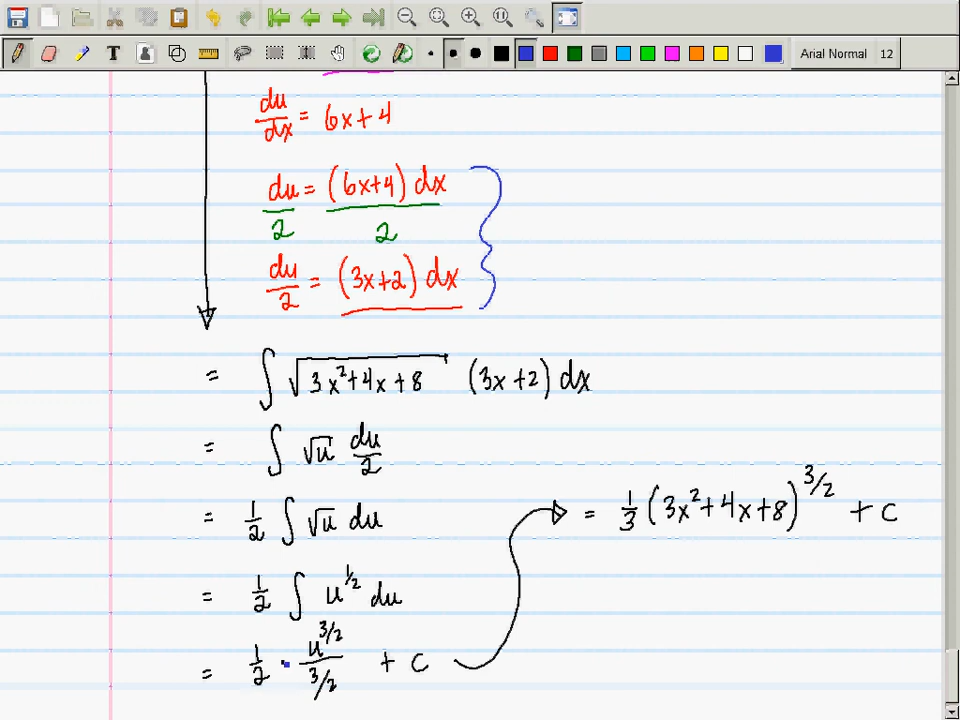 T Arial Normal 12
du/dx = 6x+4
du/2 = (6x+4) dx/2
du/2 = (3x+2) dx
= ∫ √(3x²+4x+8) (3x+2) dx
= ∫ √u du/2
= 1/2 ∫ √u du
= 1/2 ∫ u^1/2 du
= 1/2 · u^3/2 / 3/2 + c
= 1/3 (3x²+4x+8)^3/2 + c